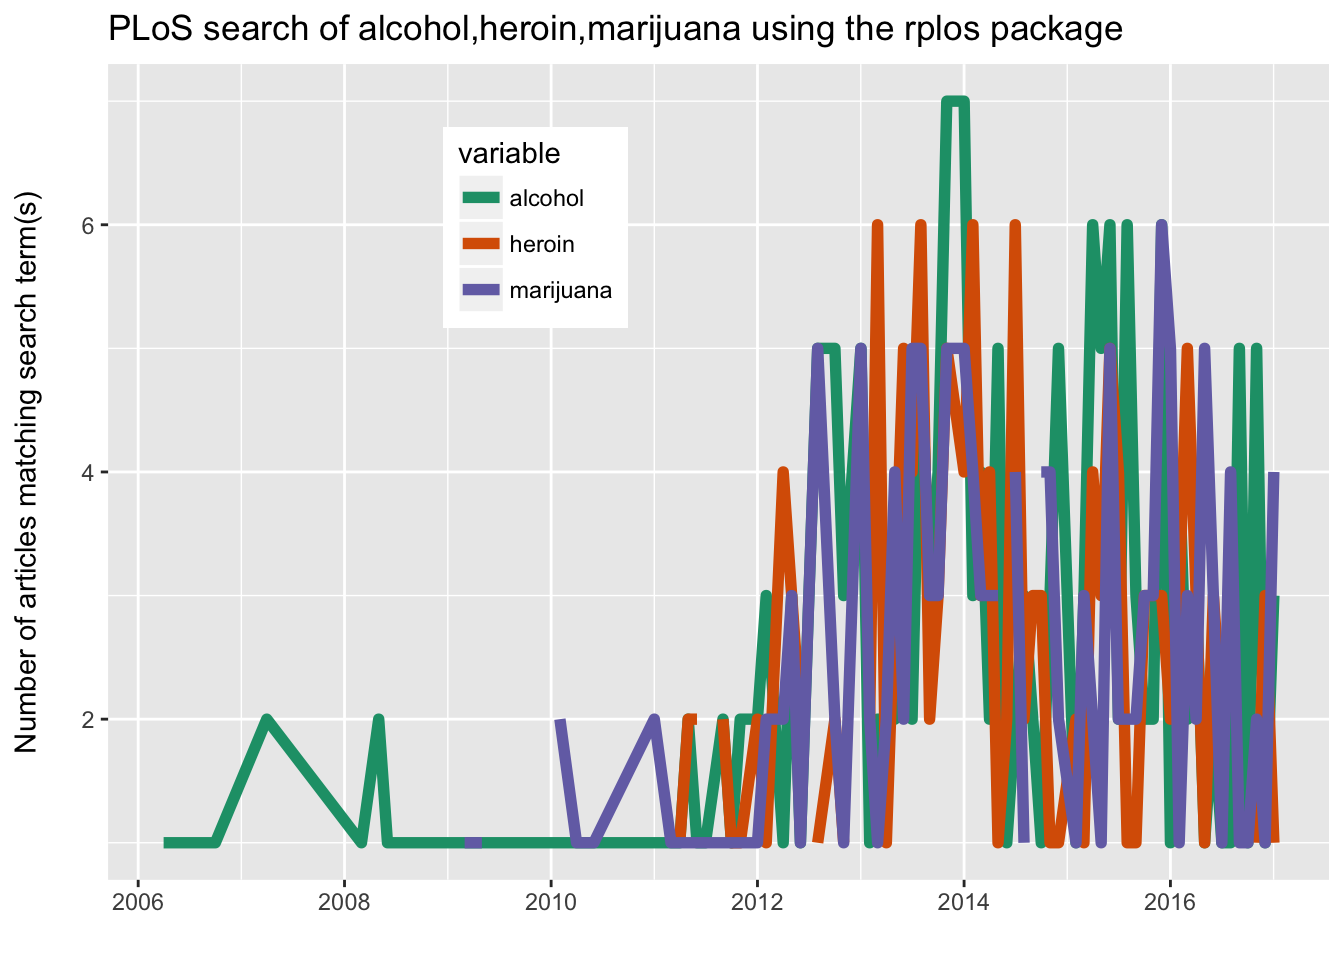 PLoS search of alcohol,heroin,marijuana using the rplos package
Number of articles matching search term(s)
variable
alcohol
heroin
marijuana
6
4
2
2006
2008
2010
2012
2014
2016